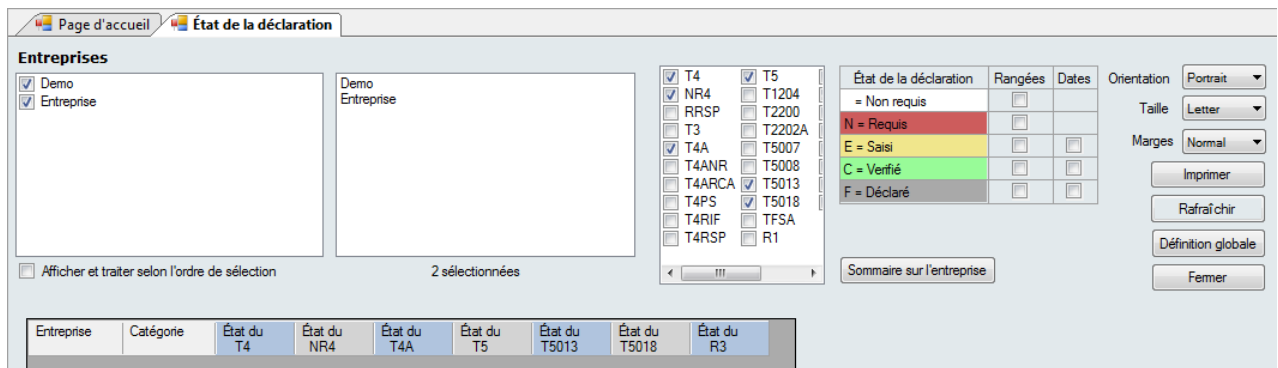 Page d'accueil
État de la déclaration
Entreprises
Demo
Entreprise
Afficher et traiter selon l'ordre de sélection
Demo
Entreprise
2 sélectionnées
T4 T5
NR4 T1204
RRSP T2200
T3 T2202A
T4A T5007
T4ANR T5008
T4ARCA T5013
T4PS T5018
T4RIF TFSA
T4RSP R1
État de la déclaration Rangées Dates
= Non requis
N = Requis
E = Saisi
C = Verifié
F = Déclaré
Sommaire sur l'entreprise
Orientation Portrait
Taille Letter
Marges Normal
Imprimer
Rafraîchir
Définition globale
Fermer
Entreprise Catégorie État du T4 État du NR4 État du T4A État du T5 État du T5013 État du T5018 État du R3